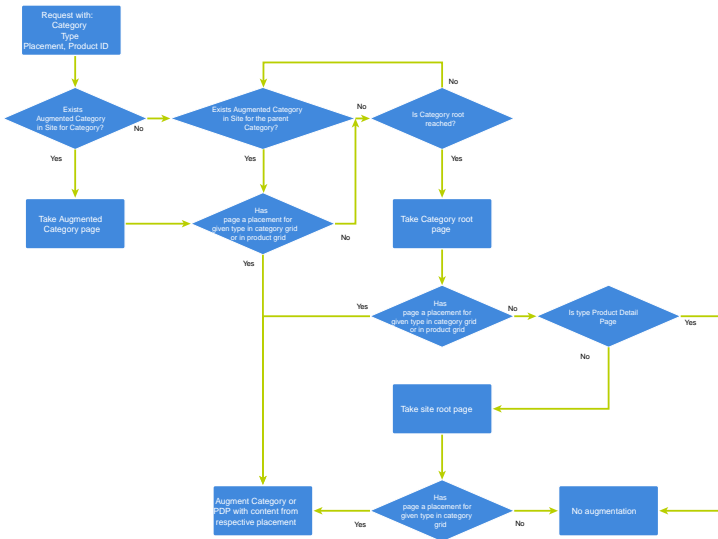 Request with:
Category
Type
Placement, Product ID
No
Exists
Augmented Category
in Site for Category?
No
Exists Augmented Category
in Site for the parent
Category?
No
Is Category root
reached?
Yes
Yes
Yes
Take Augmented
Category page
Has
page a placement for
given type in category grid
or in product grid
No
Take Category root
page
Yes
Yes
Has
page a placement for
given type in category grid
or in product grid
No
Is type Product Detail
Page
Yes
No
Take site root page
Augment Category or
PDP with content from
respective placement
Yes
Has
page a placement for
given type in category
grid
No
No augmentation